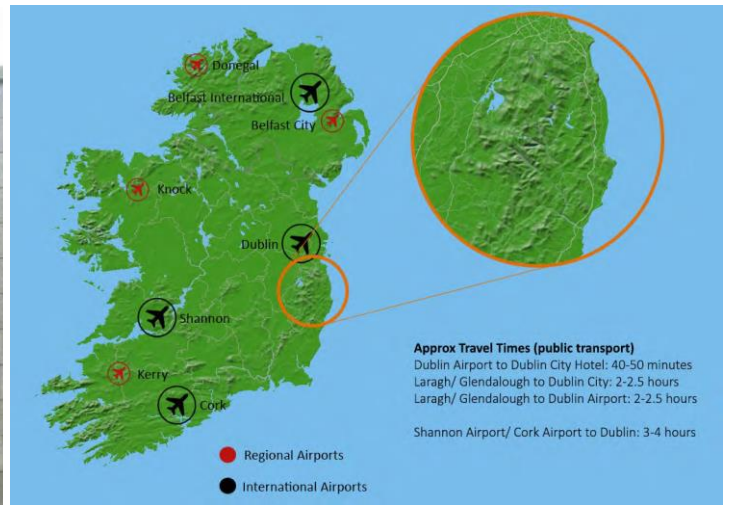 Donegal
Belfast International
Belfast City
Knock
Dublin
Shannon
Kerry
Cork
Regional Airports
International Airports
Approx Travel Times (public transport)
Dublin Airport to Dublin City Hotel: 40-50 minutes
Laragh/ Glendalough to Dublin City: 2-2.5 hours
Laragh/ Glendalough to Dublin Airport: 2-2.5 hours
Shannon Airport/ Cork Airport to Dublin: 3-4 hours